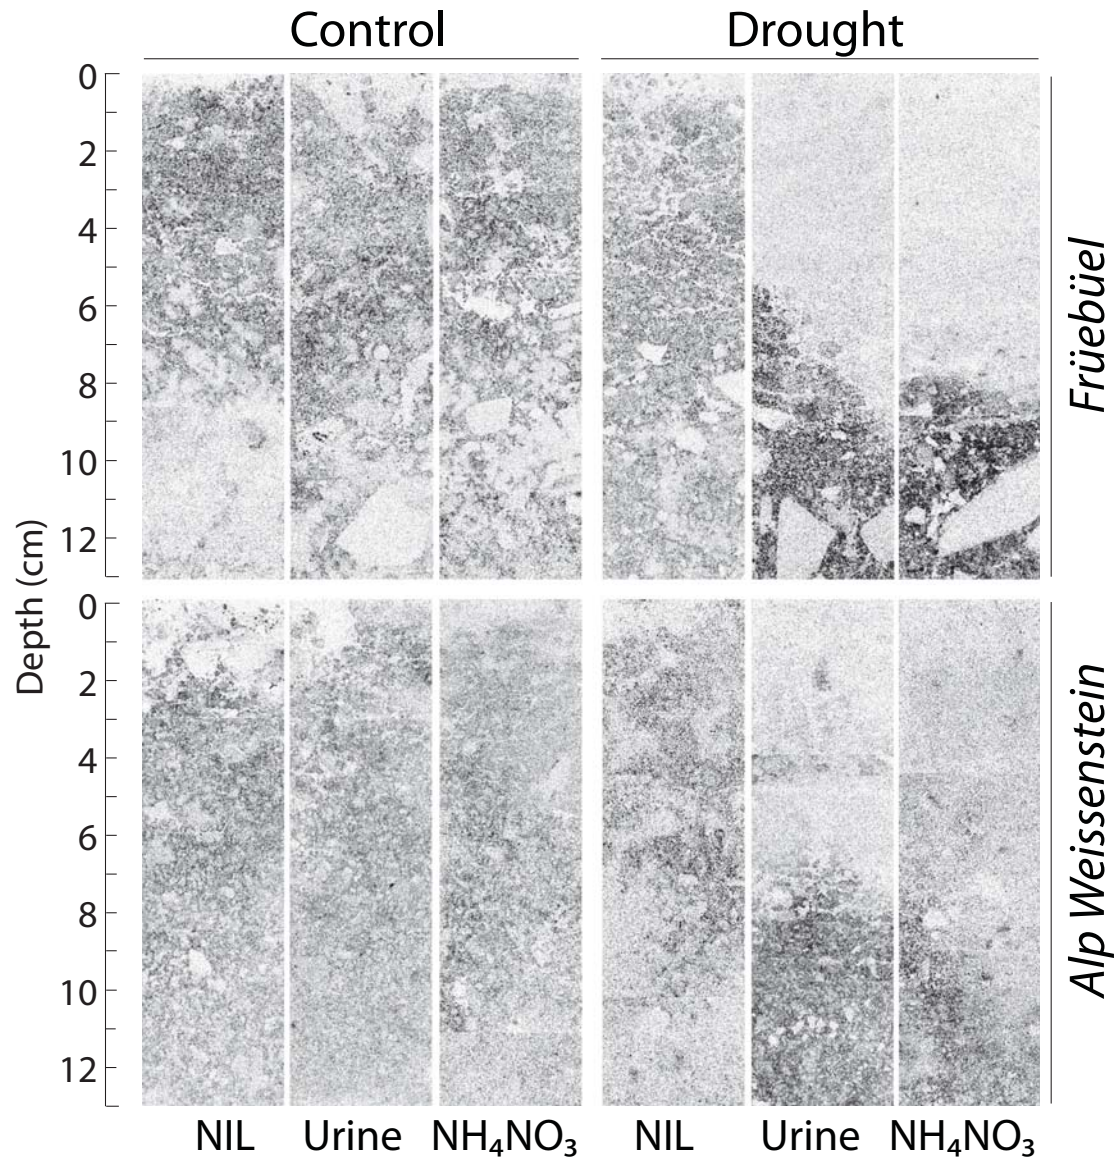 Control Drought
0
2
4
6
8
10
12
Früebüel
Depth (cm)
0
2
4
6
8
10
12
Alp Weissenstein
NIL Urine NH₄NO₃ NIL Urine NH₄NO₃